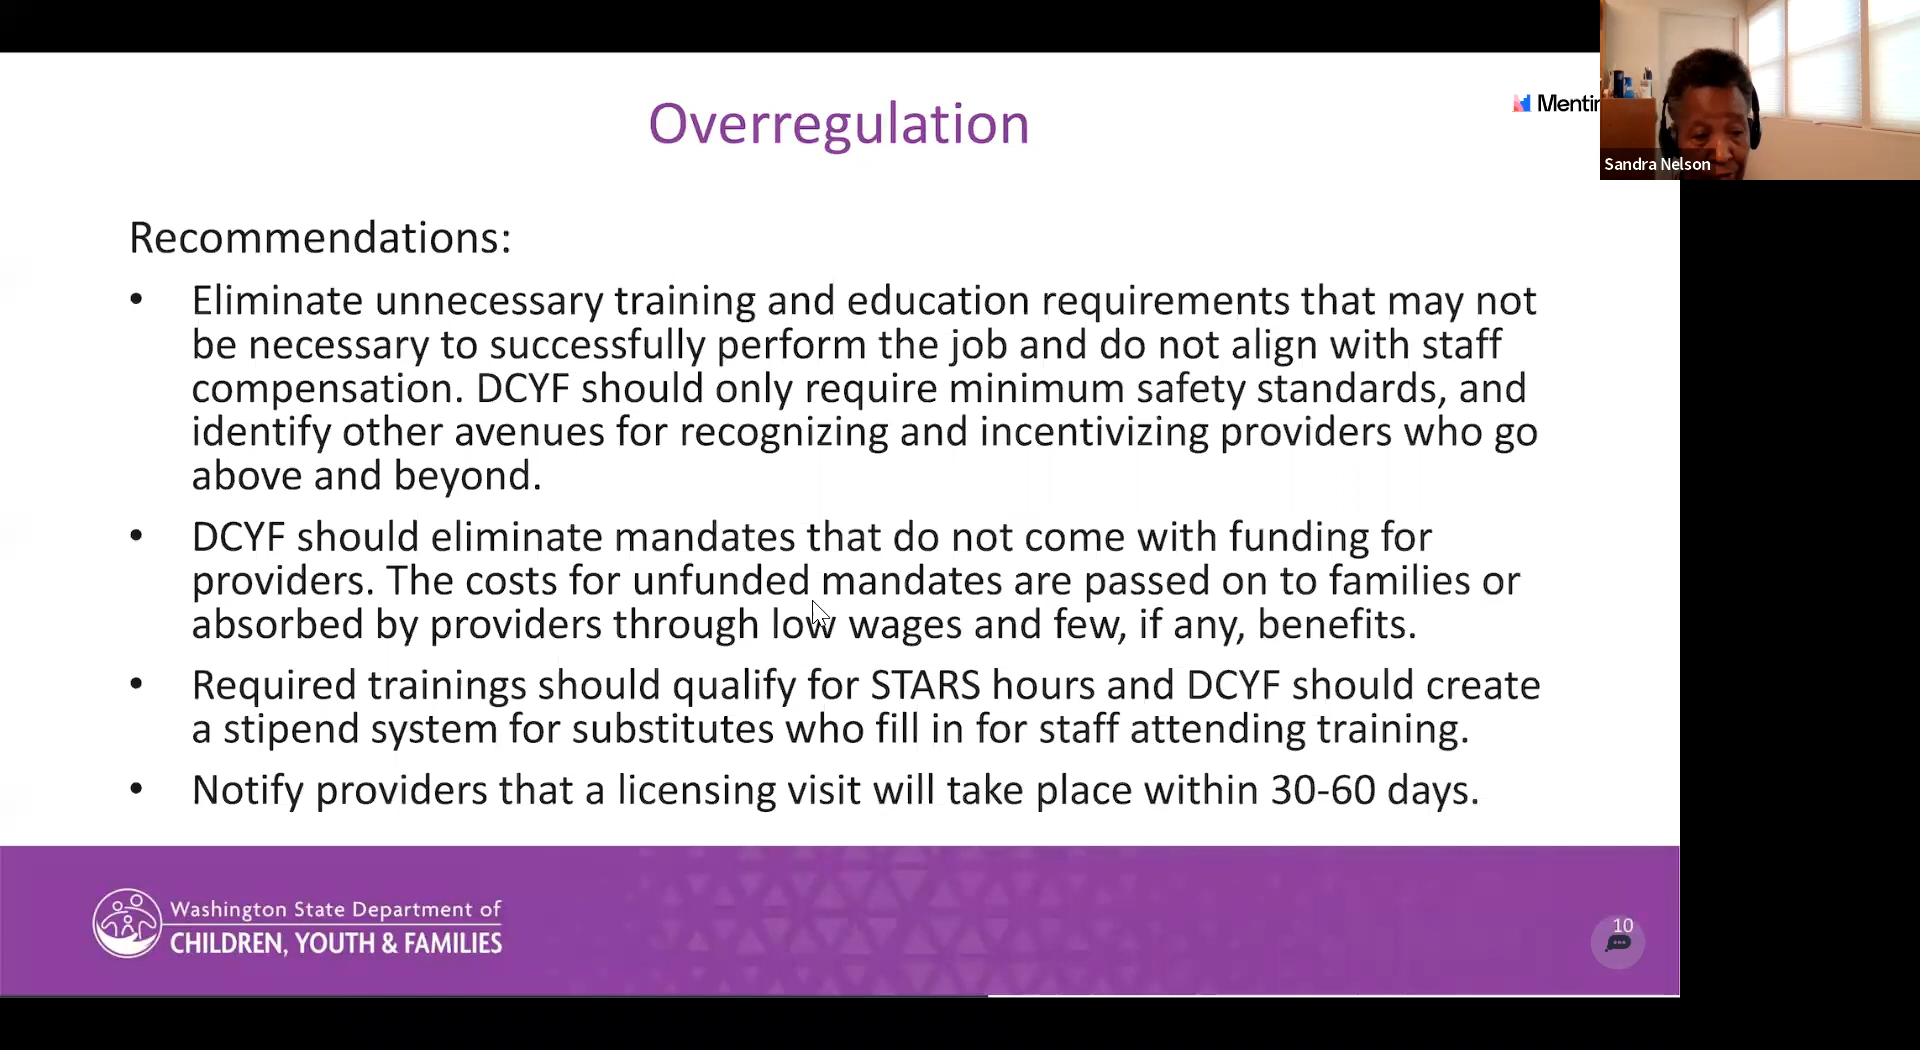 Overregulation
Mentir
Sandra Nelson
Recommendations:
• Eliminate unnecessary training and education requirements that may not
be necessary to successfully perform the job and do not align with staff
compensation. DCYF should only require minimum safety standards, and
identify other avenues for recognizing and incentivizing providers who go
above and beyond.
• DCYF should eliminate mandates that do not come with funding for
providers. The costs for unfunded mandates are passed on to families or
absorbed by providers through low wages and few, if any, benefits.
• Required trainings should qualify for STARS hours and DCYF should create
a stipend system for substitutes who fill in for staff attending training.
• Notify providers that a licensing visit will take place within 30-60 days.
Washington State Department of
CHILDREN, YOUTH & FAMILIES
10